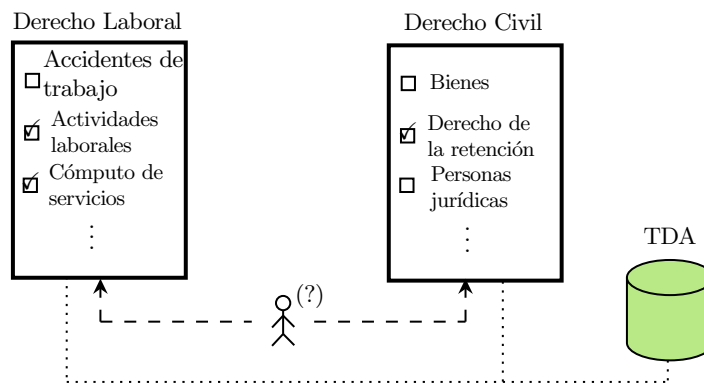 Derecho Laboral
Accidentes de
trabajo
Actividades
laborales
Cómputo de
servicios
Derecho Civil
Bienes
Derecho de
la retención
Personas
jurídicas
TDA
(?)